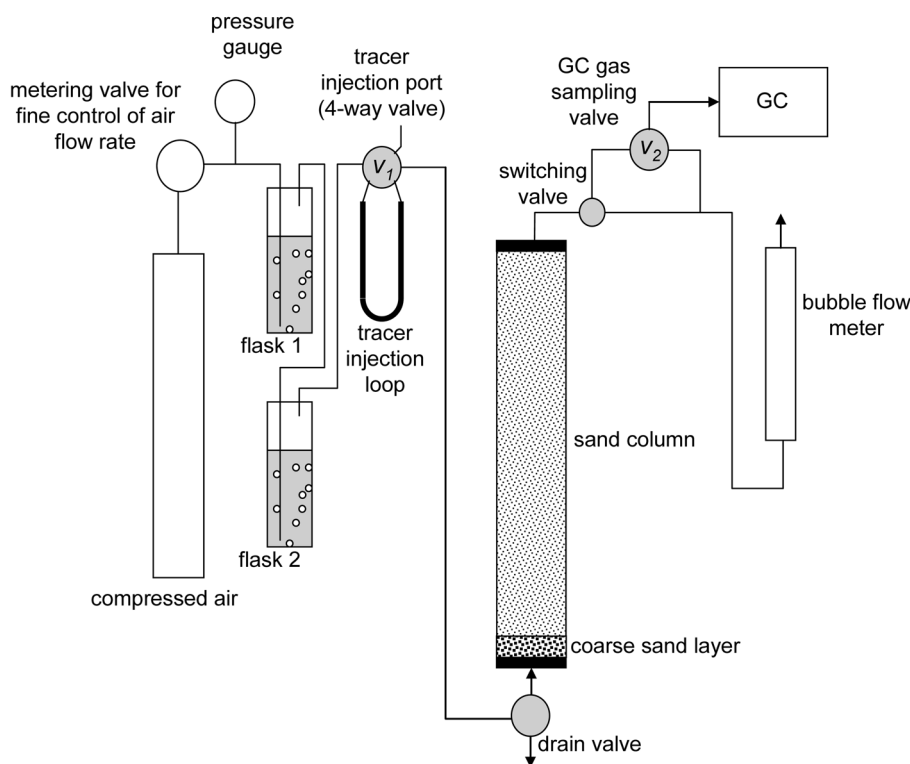 pressure
gauge
metering valve for
fine control of air
flow rate
tracer
injection port
(4-way valve)
GC gas
sampling
valve
GC
V1
V2
switching
valve
flask 1
tracer
injection
loop
bubble flow
meter
sand column
flask 2
compressed air
coarse sand layer
drain valve